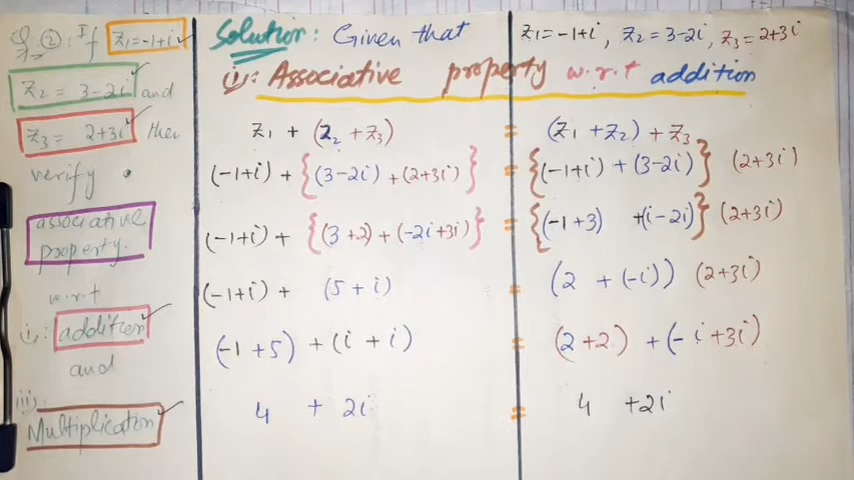 Q: ②: If z₁=-1+i
z₂ = 3-2i and
z₃ = 2+3i then
verify
associative
property.
w.r.t
i,: addition
and
ii):
Multiplication
Solution: Given that z₁=-1+i, z₂=3-2i, z₃=2+3i
i): Associative property w.r.t addition
z₁ + (z₂ + z₃) = (z₁ + z₂) + z₃
(-1+i) + {(3-2i) +(2+3i)} = {(-1+i) + (3-2i)} (2+3i)
(-1+i) + {(3+2) + (-2i+3i)} = {(-1+3) +(i-2i)} (2+3i)
(-1+i) + (5+i) = (2 + (-i)) (2+3i)
(-1+5) + (i + i) = (2+2) + (-i+3i)
4 + 2i = 4 +2i